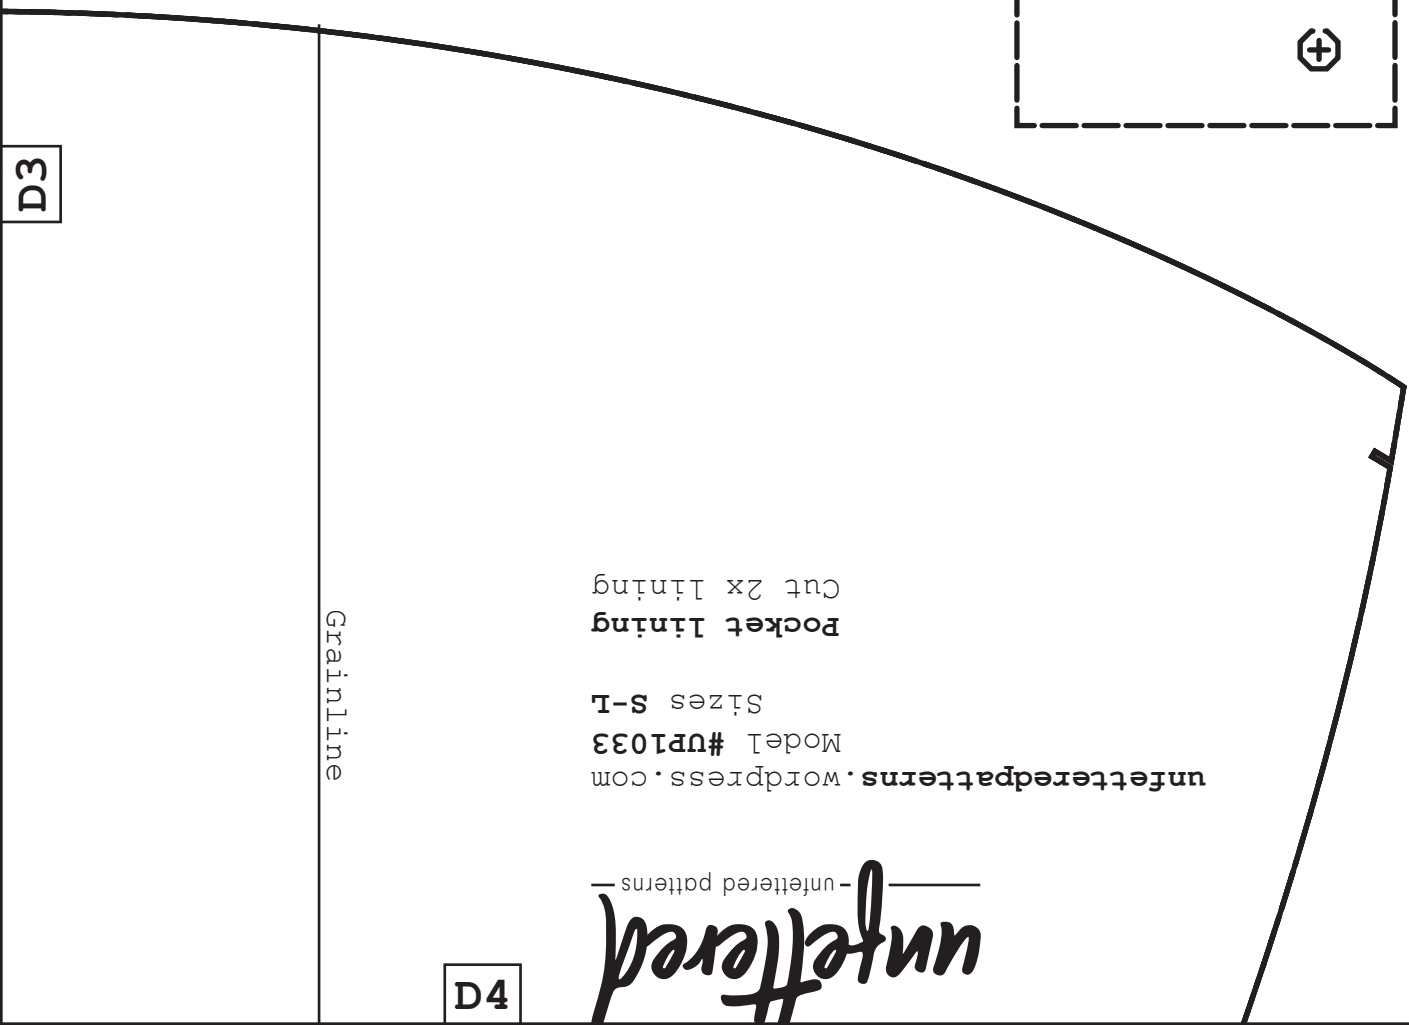 D3
Grainline
D4
unfettered
unfettered patterns
unfetteredpatterns.wordpress.com
Model #UP1033
Sizes S-L
Pocket lining
Cut 2x lining